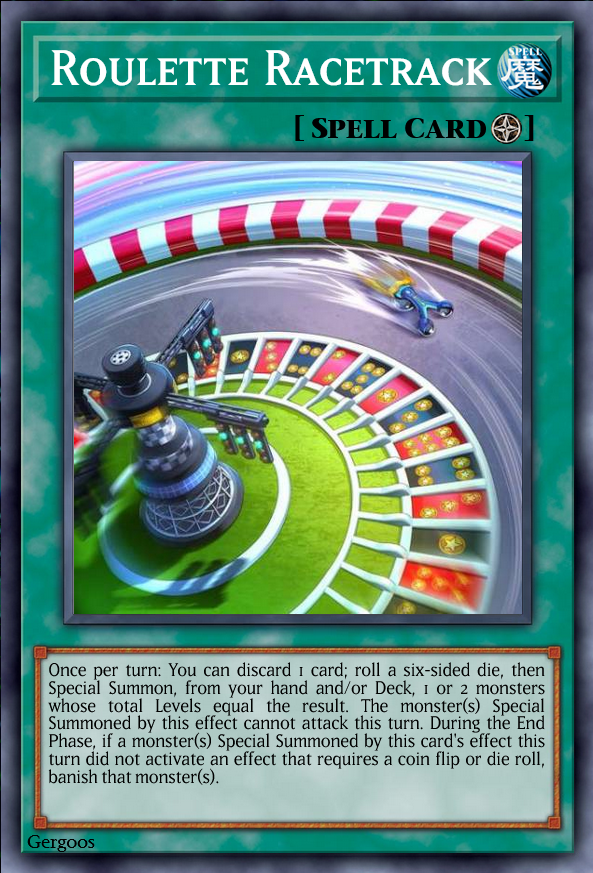 Roulette Racetrack
SPELL
魔
[ Spell Card ]
Once per turn: You can discard 1 card; roll a six-sided die, then
Special Summon, from your hand and/or Deck, 1 or 2 monsters
whose total Levels equal the result. The monster(s) Special
Summoned by this effect cannot attack this turn. During the End
Phase, if a monster(s) Special Summoned by this card's effect this
turn did not activate an effect that requires a coin flip or die roll,
banish that monster(s).
Gergoos